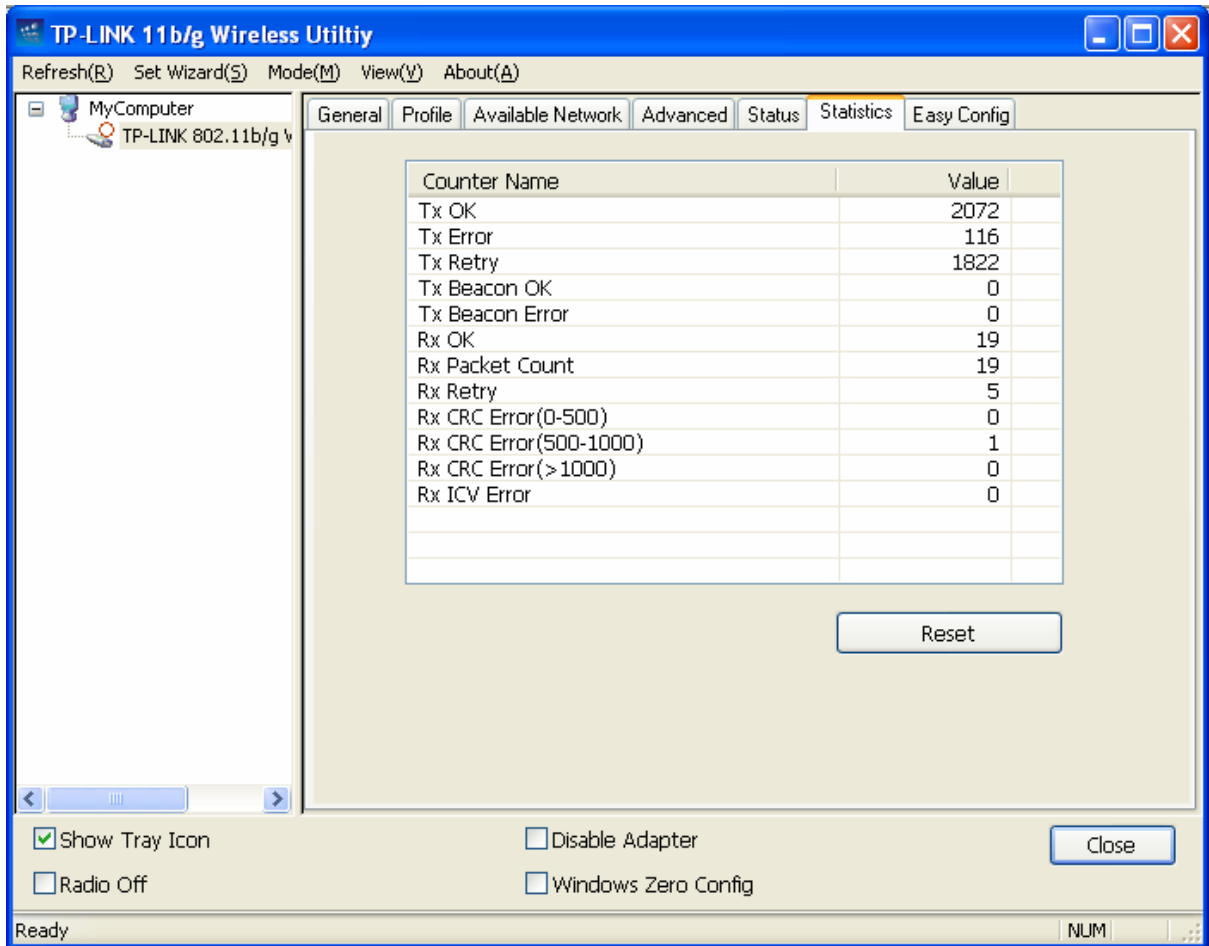 TP-LINK 11b/g Wireless Utiltiy
Refresh(R) Set Wizard(S) Mode(M) View(V) About(A)
MyComputer
TP-LINK 802.11b/g W
General Profile Available Network Advanced Status Statistics Easy Config
Counter Name Value
Tx OK 2072
Tx Error 116
Tx Retry 1822
Tx Beacon OK 0
Tx Beacon Error 0
Rx OK 19
Rx Packet Count 19
Rx Retry 5
Rx CRC Error(0-500) 0
Rx CRC Error(500-1000) 1
Rx CRC Error(>1000) 0
Rx ICV Error 0
Reset
Show Tray Icon Disable Adapter Close
Radio Off Windows Zero Config
Ready NUM